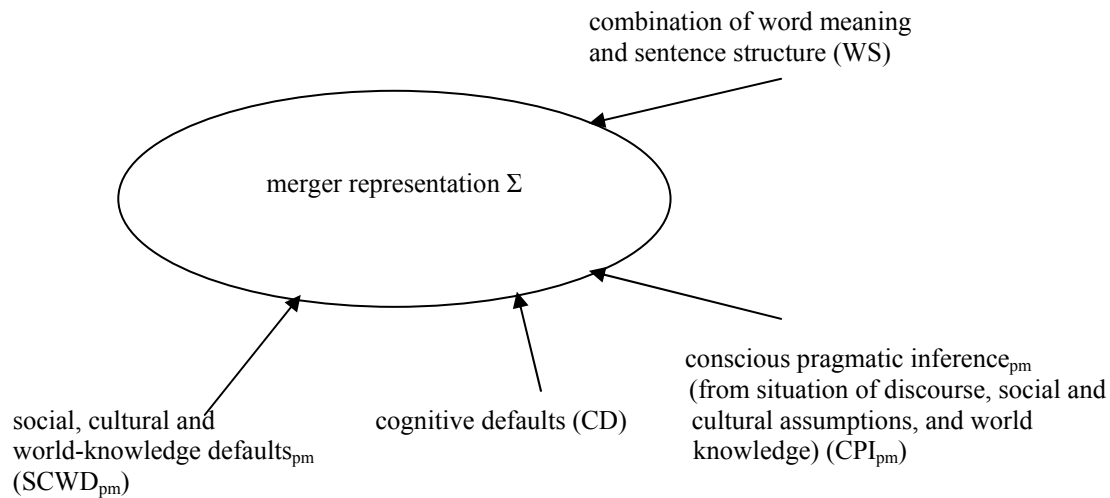 combination of word meaning
and sentence structure (WS)
merger representation Σ
social, cultural and
world-knowledge defaultspm
(SCWDpm)
cognitive defaults (CD)
conscious pragmatic inferencepm
(from situation of discourse, social and
cultural assumptions, and world
knowledge) (CPIpm)